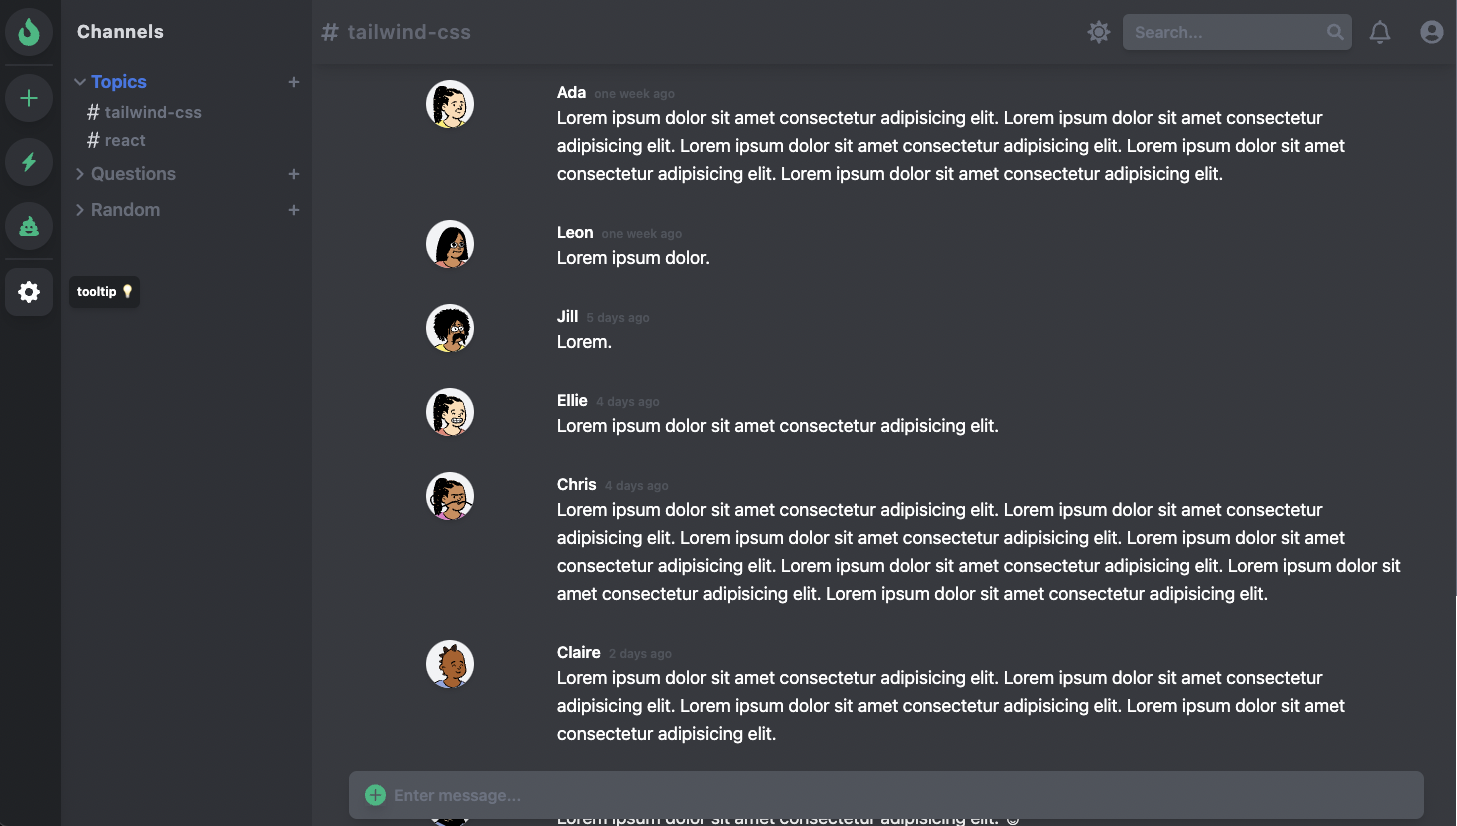 Channels
Topics
# tailwind-css
# react
Questions
Random
tooltip 💡
# tailwind-css
Search...
Ada one week ago
Lorem ipsum dolor sit amet consectetur adipisicing elit. Lorem ipsum dolor sit amet consectetur
adipisicing elit. Lorem ipsum dolor sit amet consectetur adipisicing elit. Lorem ipsum dolor sit amet
consectetur adipisicing elit. Lorem ipsum dolor sit amet consectetur adipisicing elit.
Leon one week ago
Lorem ipsum dolor.
Jill 5 days ago
Lorem.
Ellie 4 days ago
Lorem ipsum dolor sit amet consectetur adipisicing elit.
Chris 4 days ago
Lorem ipsum dolor sit amet consectetur adipisicing elit. Lorem ipsum dolor sit amet consectetur
adipisicing elit. Lorem ipsum dolor sit amet consectetur adipisicing elit. Lorem ipsum dolor sit amet
consectetur adipisicing elit. Lorem ipsum dolor sit amet consectetur adipisicing elit. Lorem ipsum dolor sit
amet consectetur adipisicing elit. Lorem ipsum dolor sit amet consectetur adipisicing elit.
Claire 2 days ago
Lorem ipsum dolor sit amet consectetur adipisicing elit. Lorem ipsum dolor sit amet consectetur
adipisicing elit. Lorem ipsum dolor sit amet consectetur adipisicing elit. Lorem ipsum dolor sit amet
consectetur adipisicing elit.
Enter message...
Lorem ipsum dolor sit amet consectetur adipisicing elit. ☺